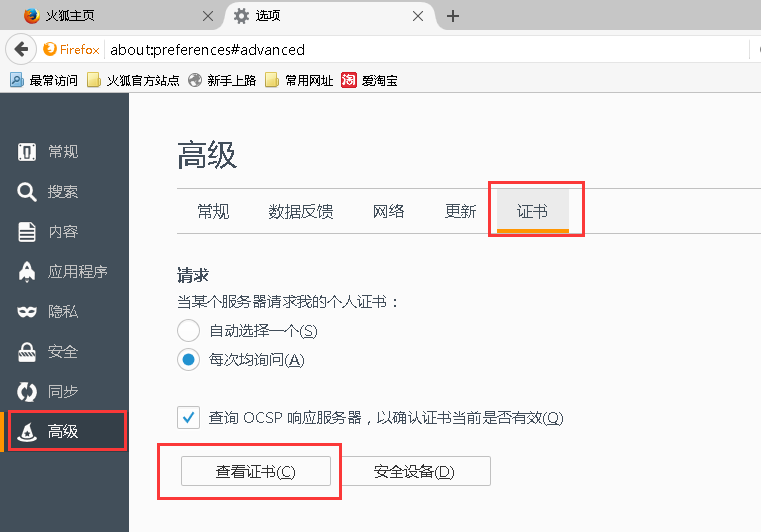 火狐主页
选项
Firefox about:preferences#advanced
最常访问 火狐官方站点 新手上路 常用网址 淘 爱淘宝
常规
搜索
内容
应用程序
隐私
安全
同步
高级
高级
常规 数据反馈 网络 更新 证书
请求
当某个服务器请求我的个人证书：
自动选择一个(S)
每次均询问(A)
查询 OCSP 响应服务器，以确认证书当前是否有效(Q)
查看证书(C) 安全设备(D)